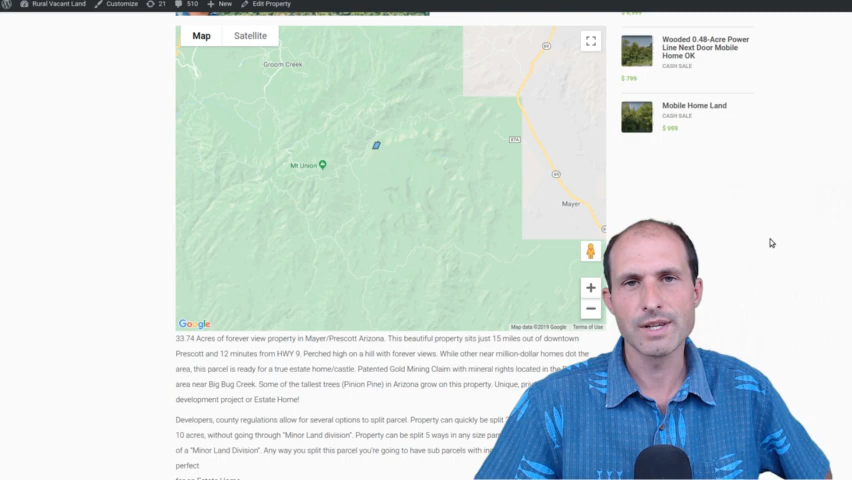 Rural Vacant Land Customize 21 510 New Edit Property
Map Satellite
Groom Creek
Mt Union
Mayer
69
69
Google
Map data ©2019 Google Terms of Use
Wooded 0.48-Acre Power
Line Next Door Mobile
Home OK
CASH SALE
$ 799
Mobile Home Land
CASH SALE
$ 999
33.74 Acres of forever view property in Mayer/Prescott Arizona. This beautiful property sits just 15 miles out of downtown
Prescott and 12 minutes from HWY 9. Perched high on a hill with forever views. While other near million-dollar homes dot the
area, this parcel is ready for a true estate home/castle. Patented Gold Mining Claim with mineral rights located in the
area near Big Bug Creek. Some of the tallest trees (Pinion Pine) in Arizona grow on this property. Unique,
development project or Estate Home!
Developers, county regulations allow for several options to split parcel. Property can quickly be split
10 acres, without going through "Minor Land division". Property can be split 5 ways in any size
of a "Minor Land Division". Any way you split this parcel you're going to have sub parcels with
perfect